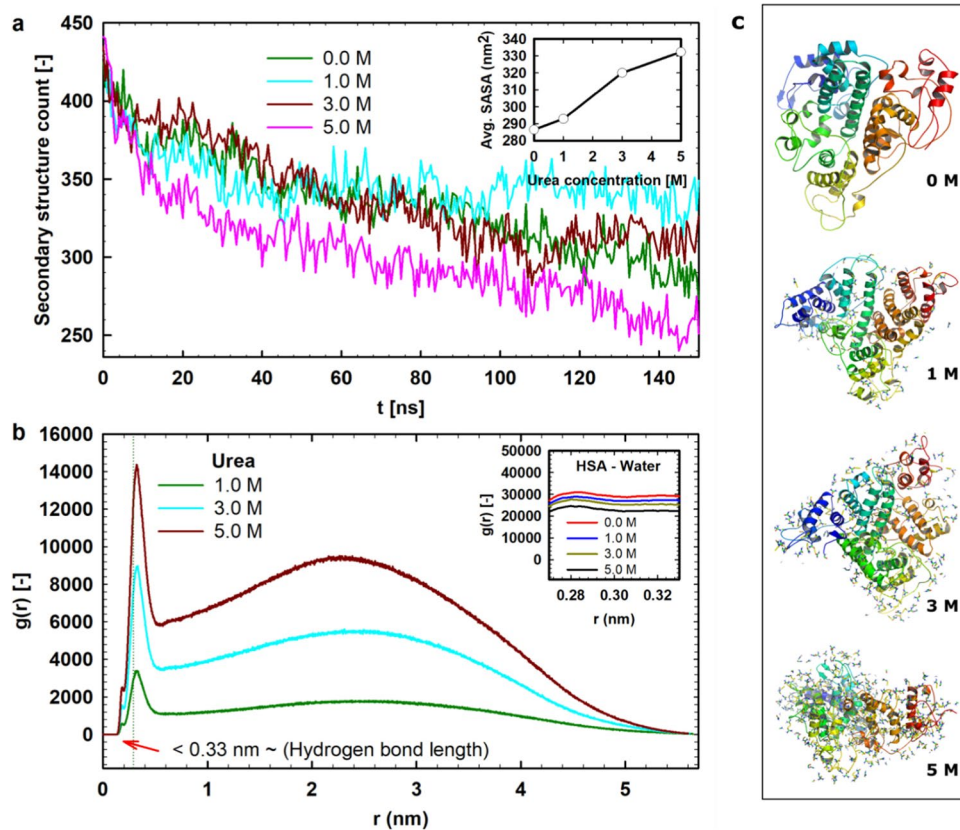 a
450
400
350
300
250
Secondary structure count [-]
0.0 M
1.0 M
3.0 M
5.0 M
340
330
320
310
300
290
280
Avg. SASA (nm2)
0 1 2 3 4 5
Urea concentration [M]
0 20 40 60 80 100 120 140
t [ns]
b
16000
14000
12000
10000
8000
6000
4000
2000
0
g(r) [-]
Urea
1.0 M
3.0 M
5.0 M
HSA - Water
50000
40000
30000
20000
10000
0
g(r) [-]
0.0 M
1.0 M
3.0 M
5.0 M
0.28 0.30 0.32
r (nm)
< 0.33 nm ~ (Hydrogen bond length)
0 1 2 3 4 5
r (nm)
c
0 M
1 M
3 M
5 M